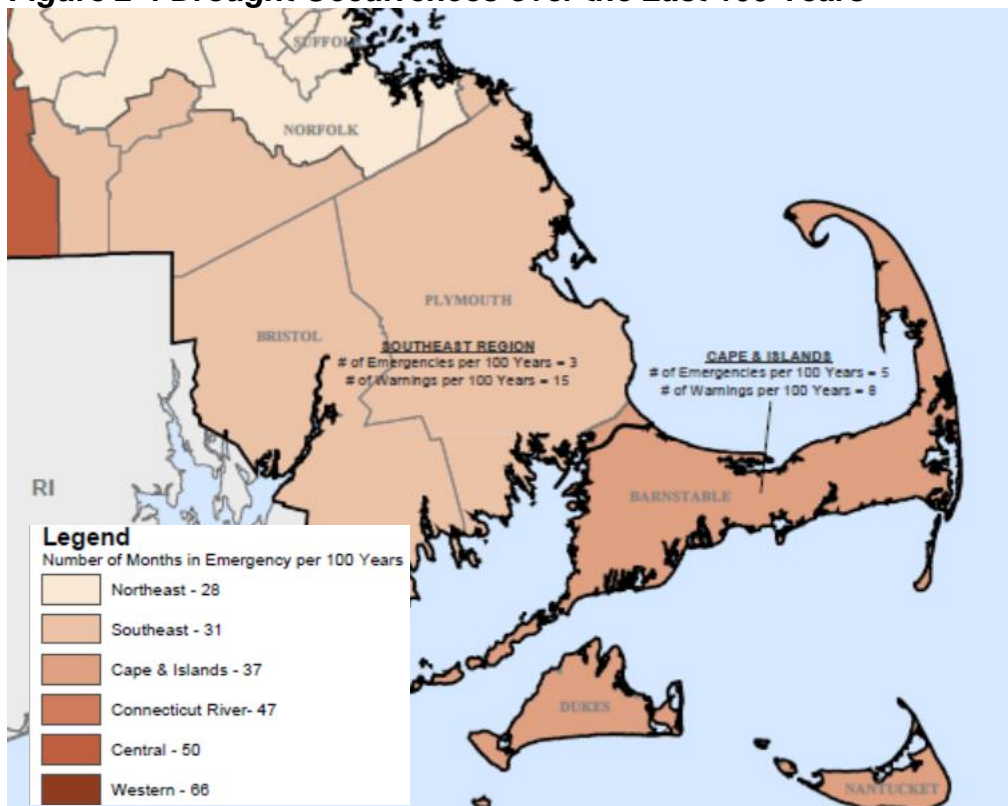 Figure 2-4 Drought Occurrences over the Last 100 Years
SUFFOLK
NORFOLK
PLYMOUTH
BRISTOL
SOUTHEAST REGION
# of Emergencies per 100 Years = 3
# of Warnings per 100 Years = 15
CAPE & ISLANDS
# of Emergencies per 100 Years = 5
# of Warnings per 100 Years = 8
RI
BARNSTABLE
Legend
Number of Months in Emergency per 100 Years
Northeast - 28
Southeast - 31
Cape & Islands - 37
Connecticut River- 47
Central - 50
Western - 66
DUKES
NANTUCKET